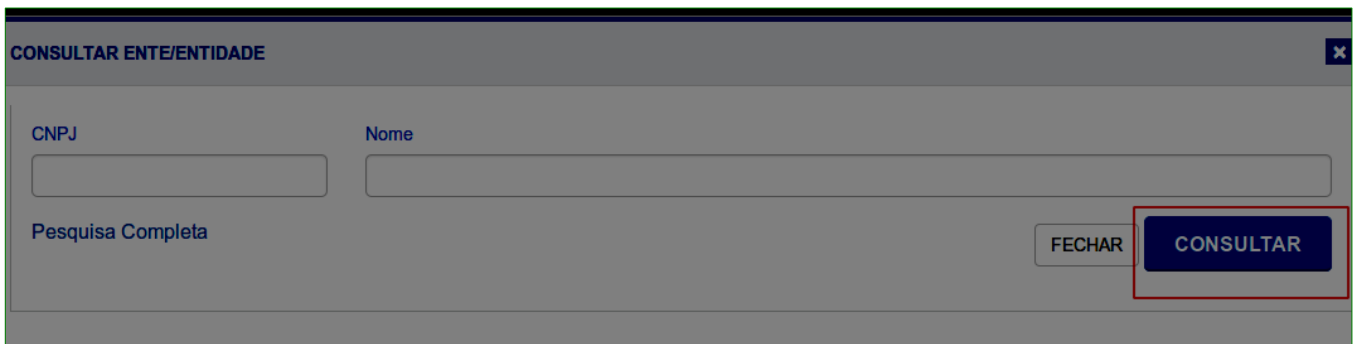 CONSULTAR ENTE/ENTIDADE
CNPJ Nome
Pesquisa Completa
FECHAR CONSULTAR